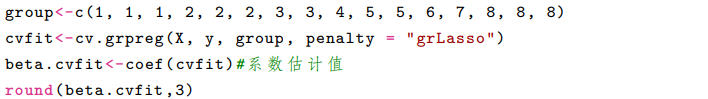 group<-c(1, 1, 1, 2, 2, 2, 3, 3, 4, 5, 5, 6, 7, 8, 8, 8)
cvfit<-cv.grpreg(X, y, group, penalty = "grLasso")
beta.cvfit<-coef(cvfit)#系数估计值
round(beta.cvfit,3)